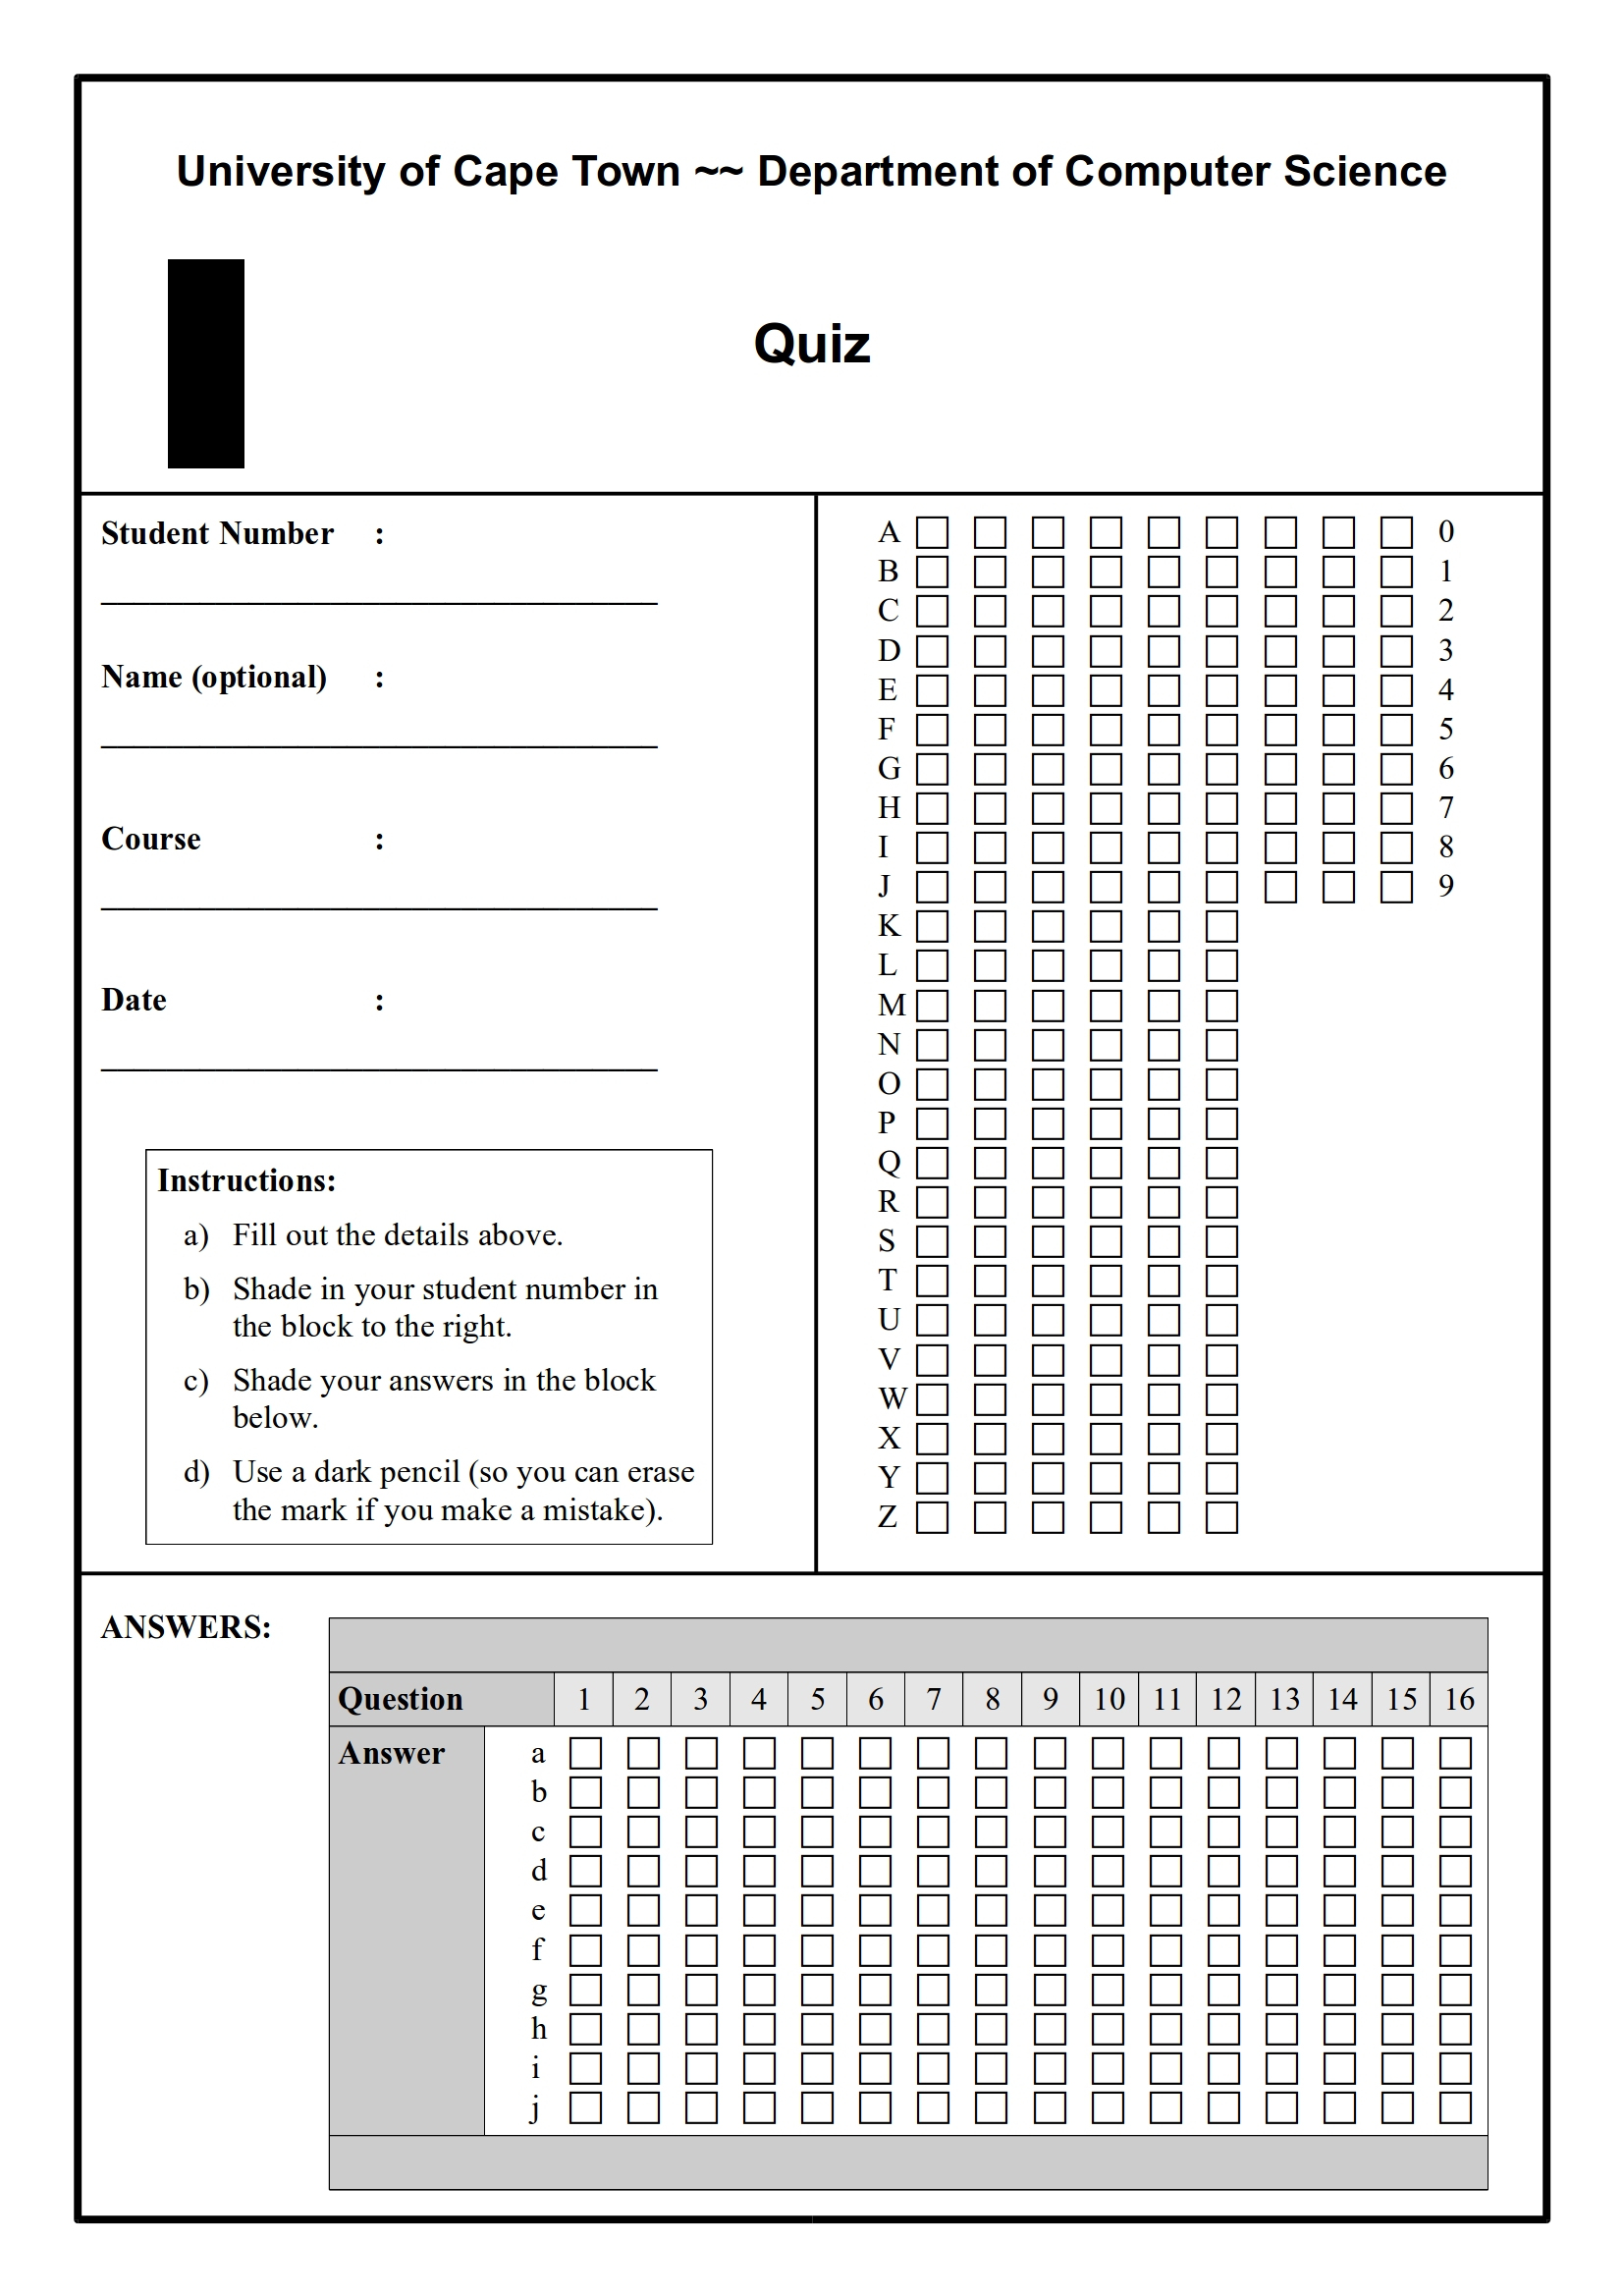 University of Cape Town ~~ Department of Computer Science
Quiz
Student Number :
Name (optional) :
Course :
Date :
Instructions:
a) Fill out the details above.
b) Shade in your student number in
the block to the right.
c) Shade your answers in the block
below.
d) Use a dark pencil (so you can erase
the mark if you make a mistake).
A 0
B 1
C 2
D 3
E 4
F 5
G 6
H 7
I 8
J 9
K
L
M
N
O
P
Q
R
S
T
U
V
W
X
Y
Z
ANSWERS:
Question 1 2 3 4 5 6 7 8 9 10 11 12 13 14 15 16
Answer a
b
c
d
e
f
g
h
i
j